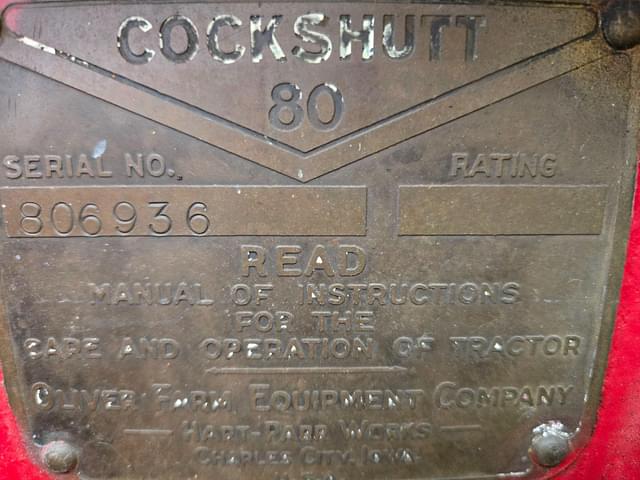 COCKSHUTT
80
SERIAL NO. RATING
806936
READ
MANUAL OF INSTRUCTIONS
FOR THE
CARE AND OPERATION OF TRACTOR
OLIVER FARM EQUIPMENT COMPANY
HART-PARR WORKS
CHARLES CITY, IOWA